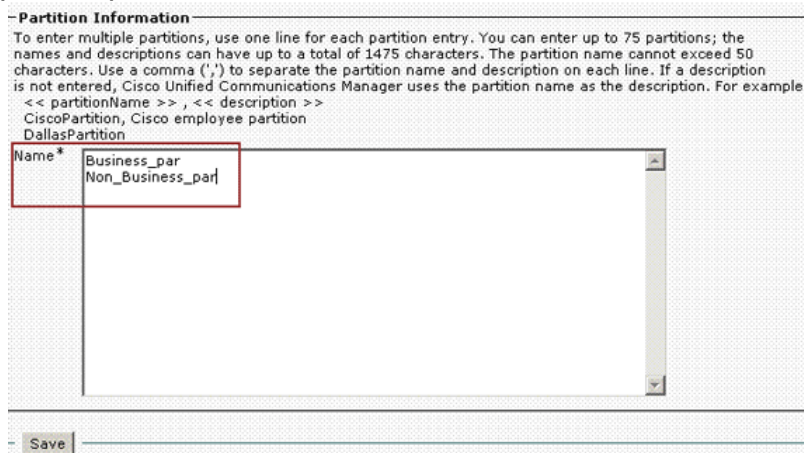 Partition Information
To enter multiple partitions, use one line for each partition entry. You can enter up to 75 partitions; the
names and descriptions can have up to a total of 1475 characters. The partition name cannot exceed 50
characters. Use a comma (',') to separate the partition name and description on each line. If a description
is not entered, Cisco Unified Communications Manager uses the partition name as the description. For example
<< partitionName >> , << description >>
CiscoPartition, Cisco employee partition
DallasPartition
Name*
Business_par
Non_Business_par
Save